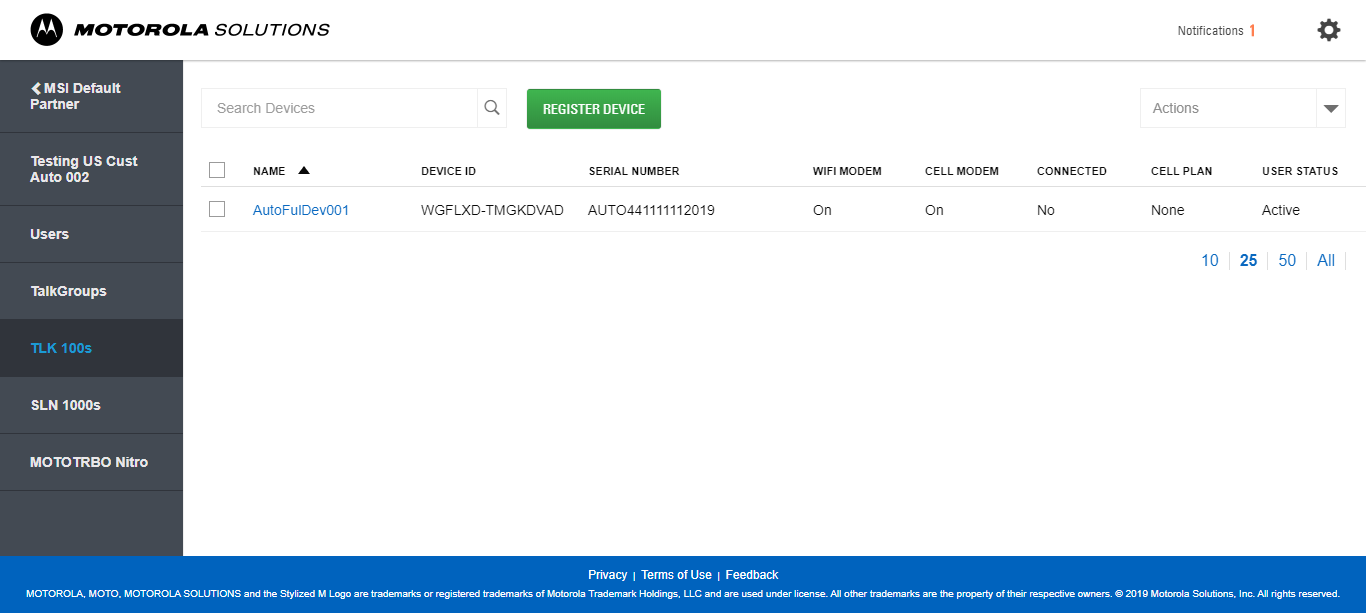 MOTOROLA SOLUTIONS
Notifications 1
MSI Default
Partner
Testing US Cust
Auto 002
Users
TalkGroups
TLK 100s
SLN 1000s
MOTOTRBO Nitro
Search Devices
REGISTER DEVICE
Actions
NAME DEVICE ID SERIAL NUMBER WIFI MODEM CELL MODEM CONNECTED CELL PLAN USER STATUS
AutoFulDev001 WGFLXD-TMGKDVAD AUTO441111112019 On On No None Active
10 25 50 All
Privacy | Terms of Use | Feedback
MOTOROLA, MOTO, MOTOROLA SOLUTIONS and the Stylized M Logo are trademarks or registered trademarks of Motorola Trademark Holdings, LLC and are used under license. All other trademarks are the property of their respective owners. © 2019 Motorola Solutions, Inc. All rights reserved.